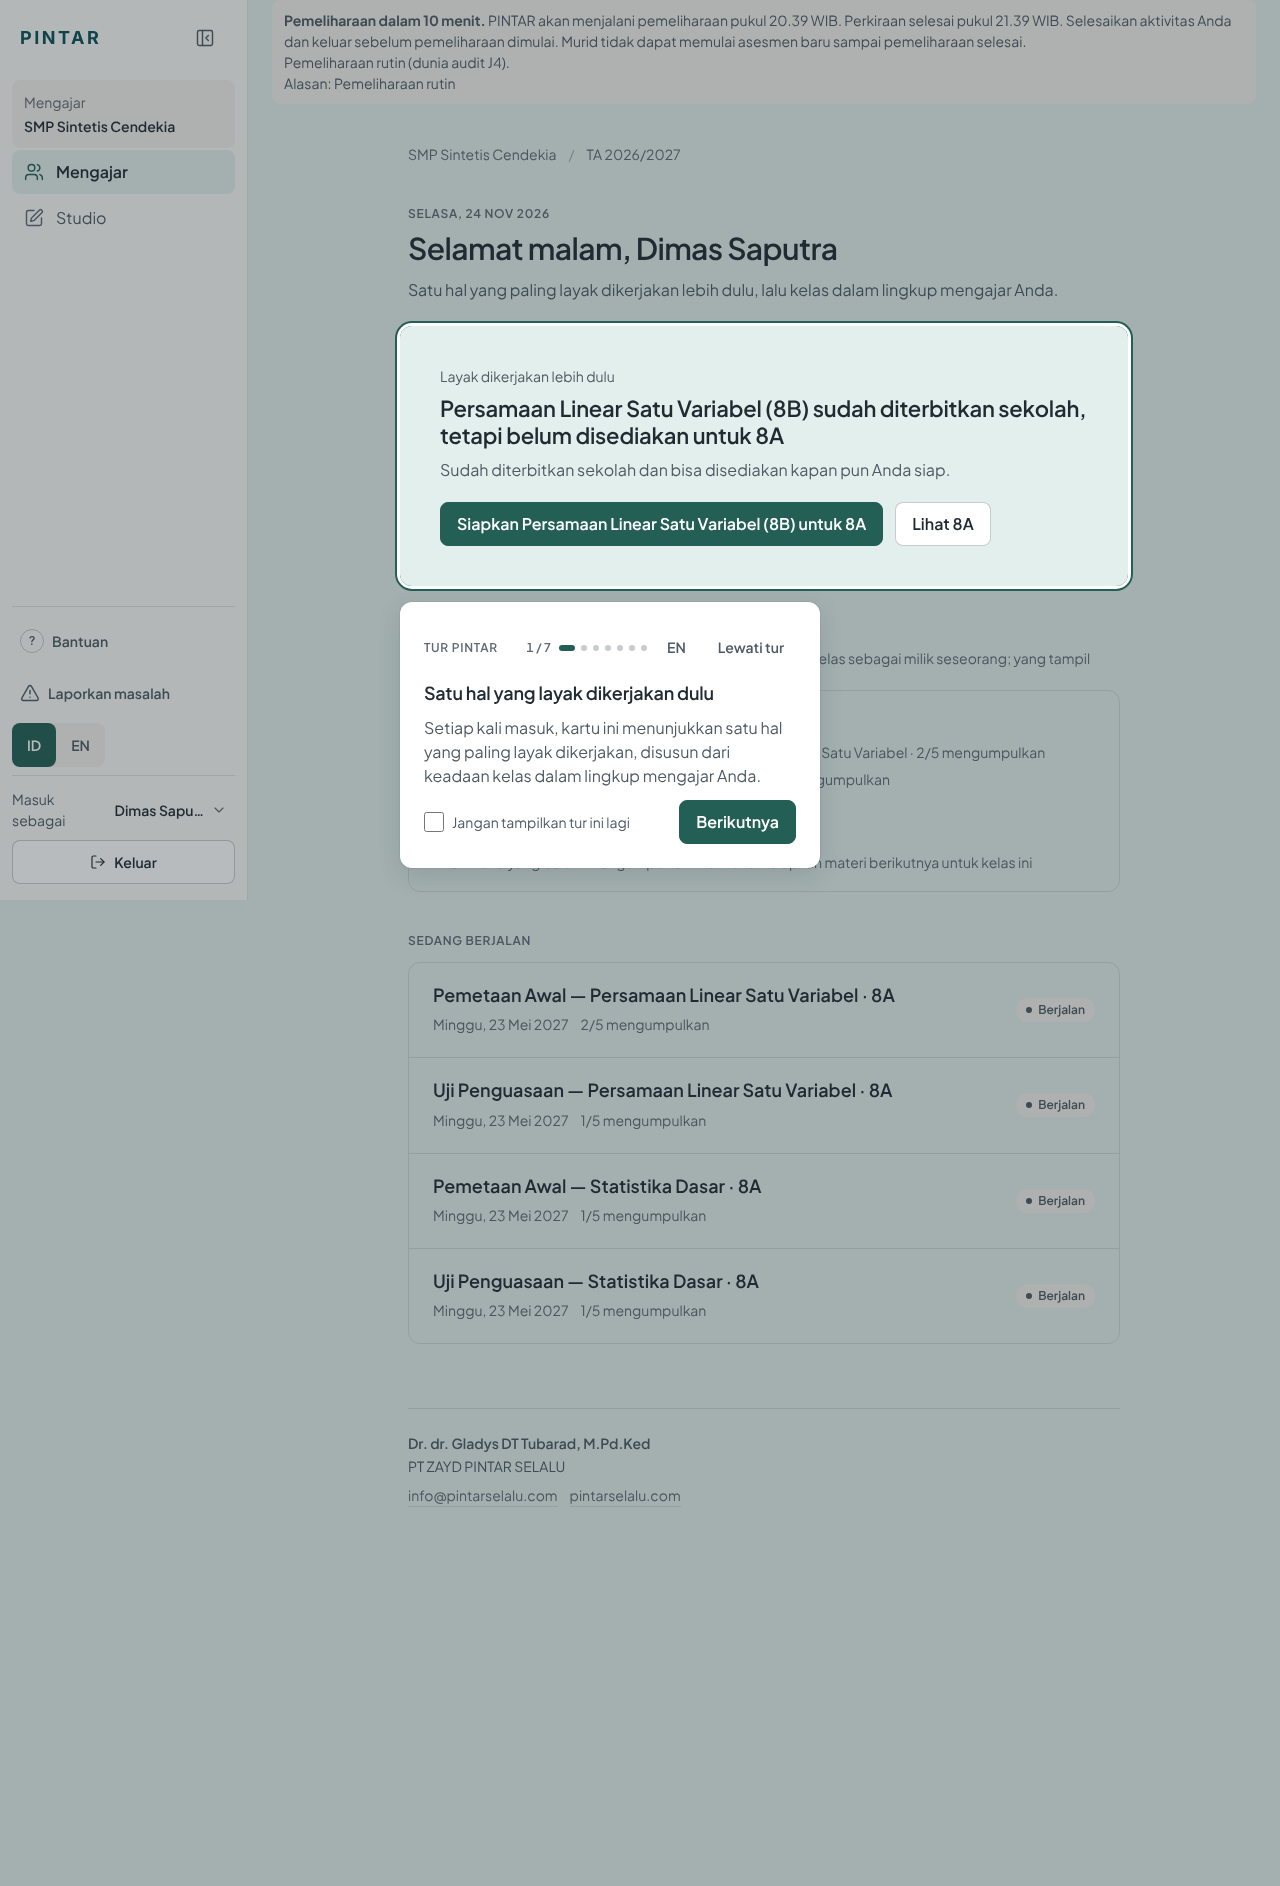 PINTAR
Mengajar
SMP Sintetis Cendekia
Mengajar
Studio
? Bantuan
Laporkan masalah
ID EN
Masuk sebagai
Dimas Sapu...
Keluar
Pemeliharaan dalam 10 menit. PINTAR akan menjalani pemeliharaan pukul 20.39 WIB. Perkiraan selesai pukul 21.39 WIB. Selesaikan aktivitas Anda
dan keluar sebelum pemeliharaan dimulai. Murid tidak dapat memulai asesmen baru sampai pemeliharaan selesai.
Pemeliharaan rutin (dunia audit J4).
Alasan: Pemeliharaan rutin
SMP Sintetis Cendekia / TA 2026/2027
SELASA, 24 NOV 2026
Selamat malam, Dimas Saputra
Satu hal yang paling layak dikerjakan lebih dulu, lalu kelas dalam lingkup mengajar Anda.
Layak dikerjakan lebih dulu
Persamaan Linear Satu Variabel (8B) sudah diterbitkan sekolah,
tetapi belum disediakan untuk 8A
Sudah diterbitkan sekolah dan bisa disediakan kapan pun Anda siap.
Siapkan Persamaan Linear Satu Variabel (8B) untuk 8A
Lihat 8A
TUR PINTAR 1/7 EN Lewati tur
Satu hal yang layak dikerjakan dulu
Setiap kali masuk, kartu ini menunjukkan satu hal
yang paling layak dikerjakan, disusun dari
keadaan kelas dalam lingkup mengajar Anda.
Jangan tampilkan tur ini lagi
Berikutnya
elas sebagai milik seseorang; yang tampil
Satu Variabel · 2/5 mengumpulkan
gumpulkan
materi berikutnya untuk kelas ini
SEDANG BERJALAN
Pemetaan Awal — Persamaan Linear Satu Variabel · 8A
Minggu, 23 Mei 2027 2/5 mengumpulkan
Berjalan
Uji Penguasaan — Persamaan Linear Satu Variabel · 8A
Minggu, 23 Mei 2027 1/5 mengumpulkan
Berjalan
Pemetaan Awal — Statistika Dasar · 8A
Minggu, 23 Mei 2027 1/5 mengumpulkan
Berjalan
Uji Penguasaan — Statistika Dasar · 8A
Minggu, 23 Mei 2027 1/5 mengumpulkan
Berjalan
Dr. dr. Gladys DT Tubarad, M.Pd.Ked
PT ZAYD PINTAR SELALU
info@pintarselalu.com pintarselalu.com